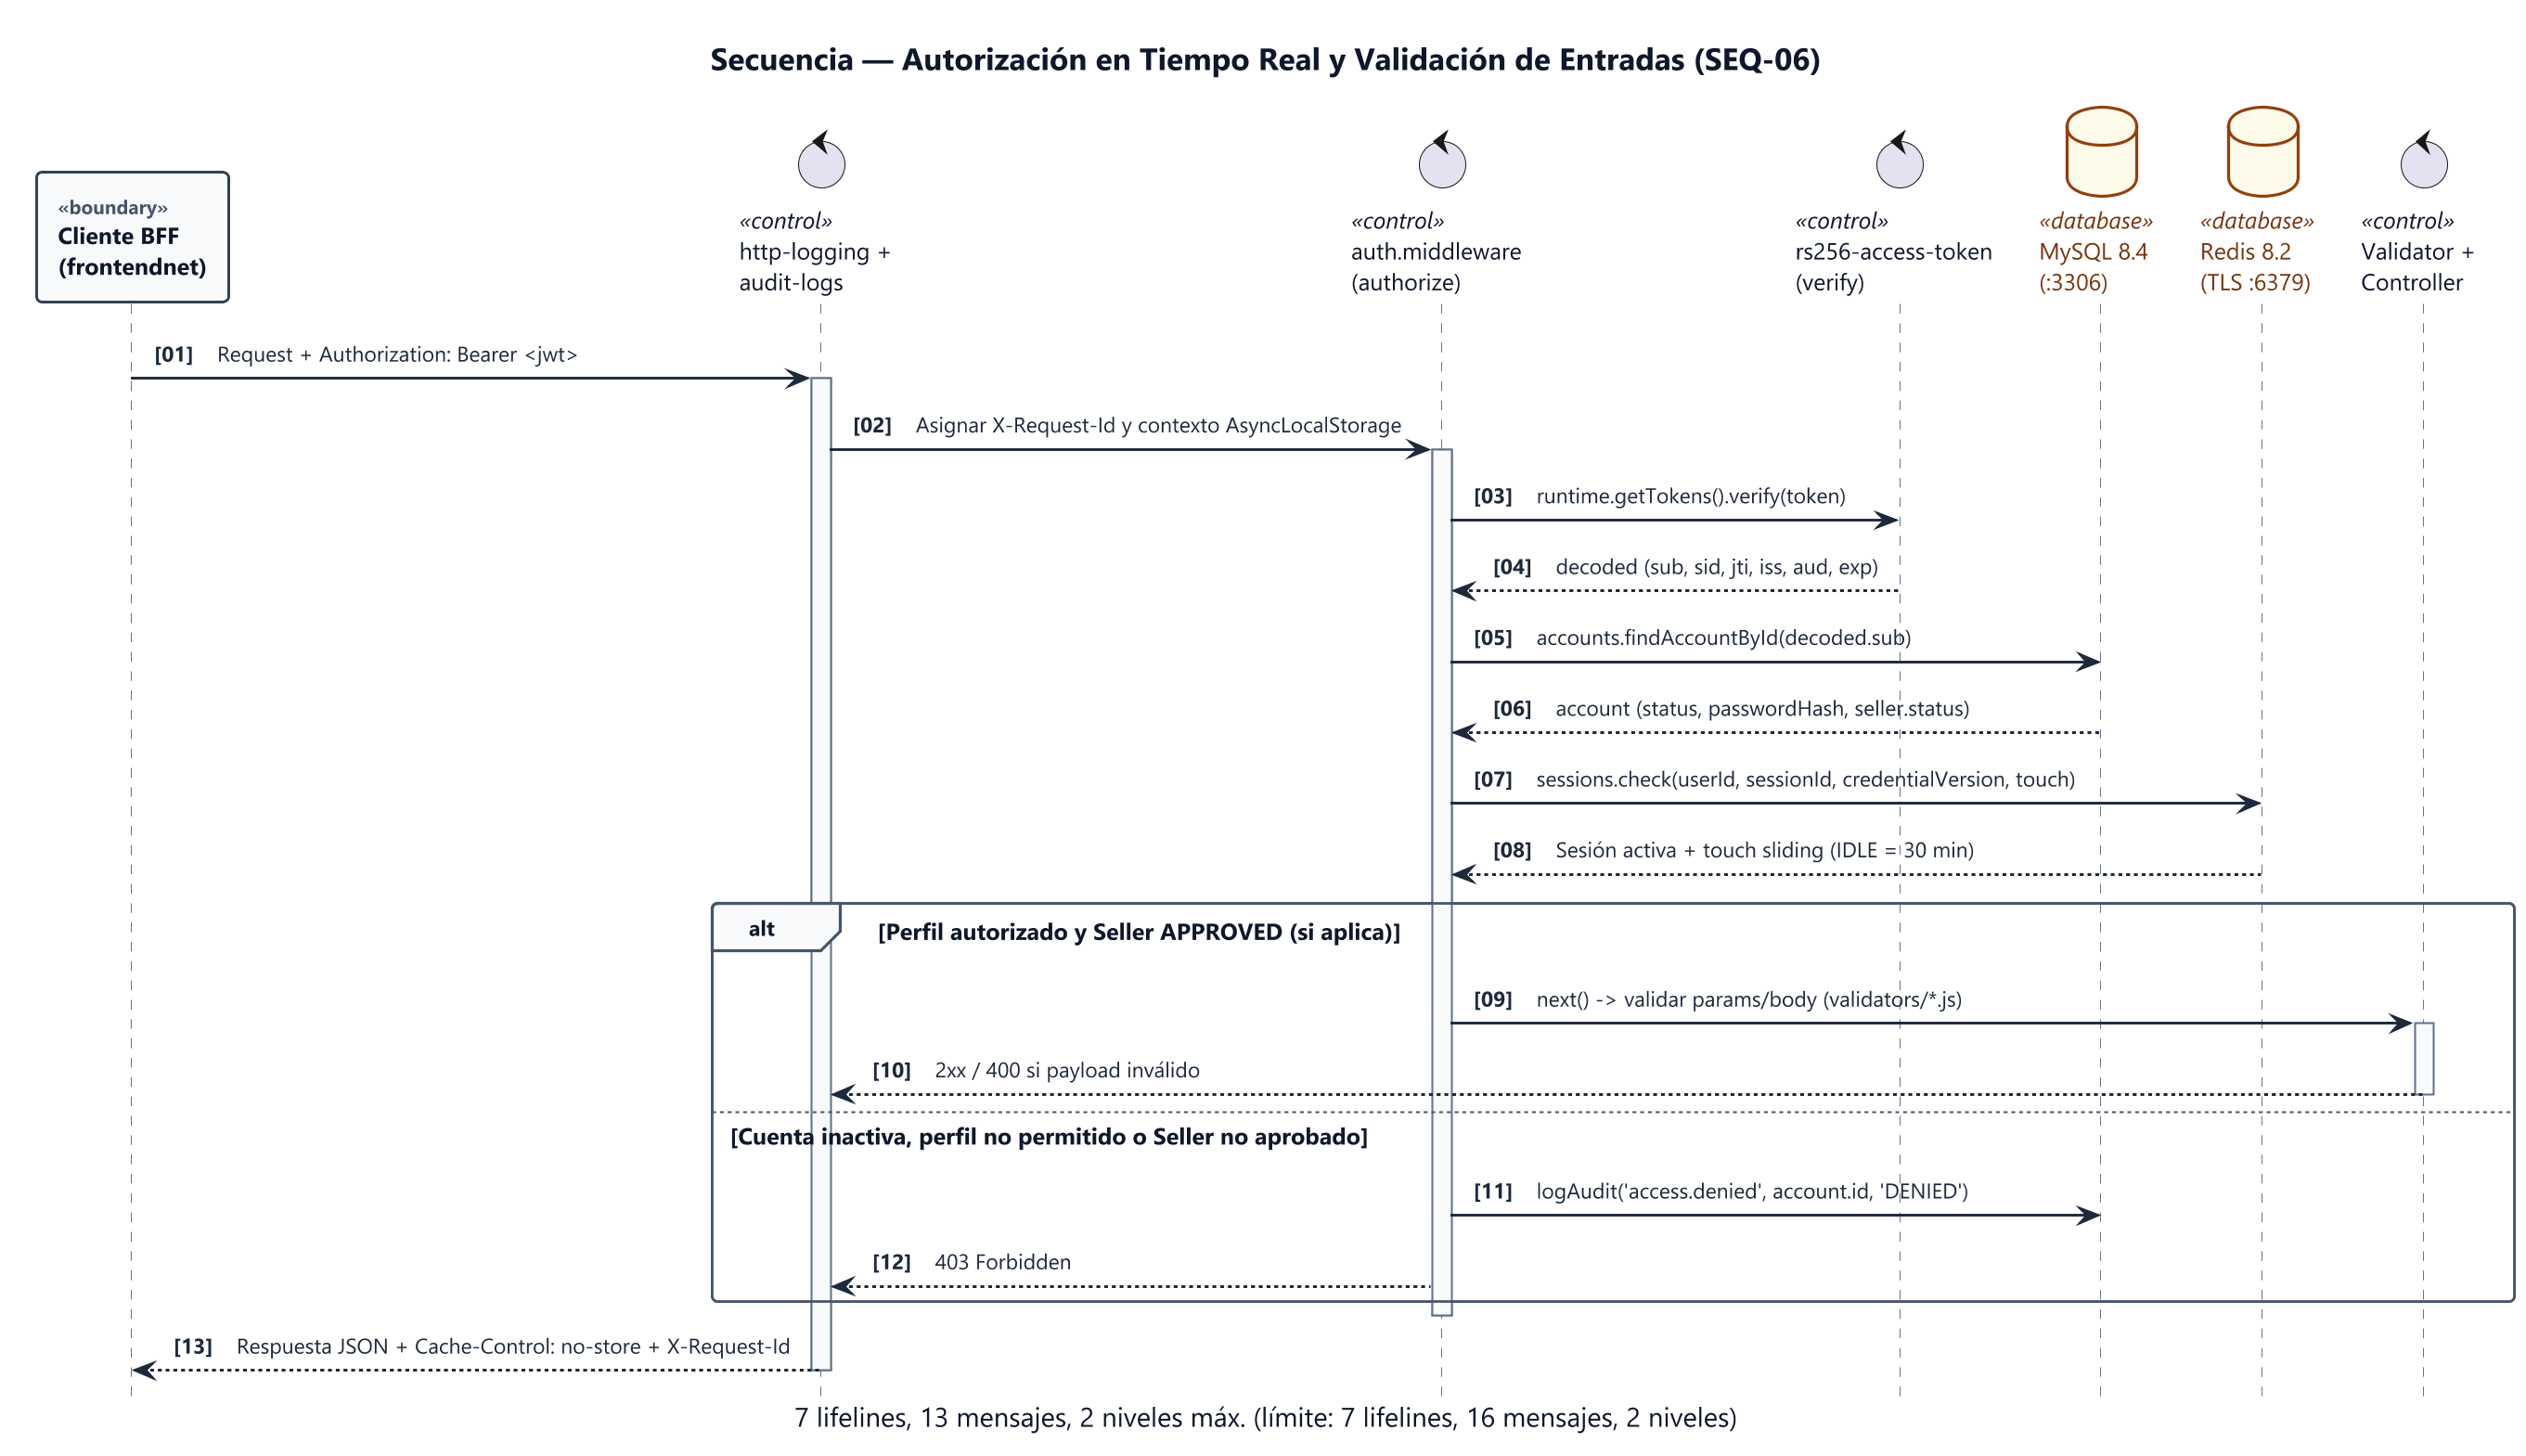 Secuencia — Autorización en Tiempo Real y Validación de Entradas (SEQ-06)
«boundary»
Cliente BFF
(frontendnet)
«control»
http-logging +
audit-logs
«control»
auth.middleware
(authorize)
«control»
rs256-access-token
(verify)
«database»
MySQL 8.4
(:3306)
«database»
Redis 8.2
(TLS :6379)
«control»
Validator +
Controller
[01] Request + Authorization: Bearer <jwt>
[02] Asignar X-Request-Id y contexto AsyncLocalStorage
[03] runtime.getTokens().verify(token)
[04] decoded (sub, sid, jti, iss, aud, exp)
[05] accounts.findAccountById(decoded.sub)
[06] account (status, passwordHash, seller.status)
[07] sessions.check(userId, sessionId, credentialVersion, touch)
[08] Sesión activa + touch sliding (IDLE = 30 min)
alt [Perfil autorizado y Seller APPROVED (si aplica)]
[09] next() -> validar params/body (validators/*.js)
[10] 2xx / 400 si payload inválido
[Cuenta inactiva, perfil no permitido o Seller no aprobado]
[11] logAudit('access.denied', account.id, 'DENIED')
[12] 403 Forbidden
[13] Respuesta JSON + Cache-Control: no-store + X-Request-Id
7 lifelines, 13 mensajes, 2 niveles máx. (límite: 7 lifelines, 16 mensajes, 2 niveles)